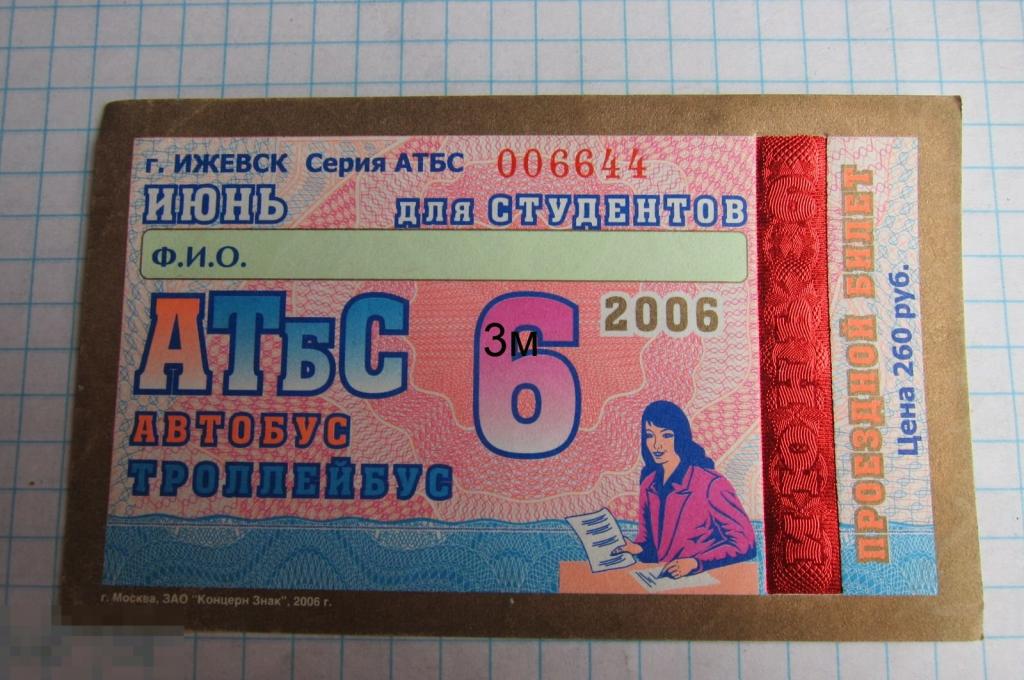 г. ИЖЕВСК Серия АТБС 006644
ИЮНЬ ДЛЯ СТУДЕНТОВ
Ф.И.О.
АТБС 6 2006
3м
АВТОБУС
ТРОЛЛЕЙБУС
г. Москва, ЗАО "Концерн Знак", 2006 г.
ИЮНЬ
ПРОЕЗДНОЙ БИЛЕТ
Цена 260 руб.